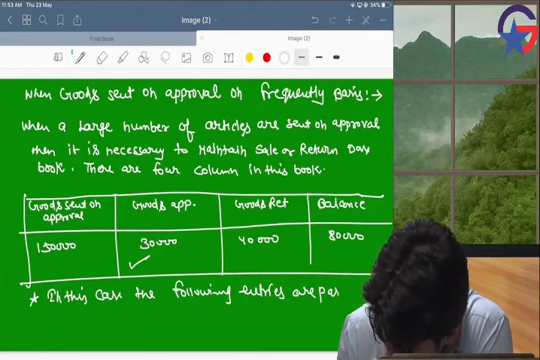 11:53 AM Thu 23 May
34%
Image (2)
Final Book
Image (2)
When Goods sent on approval on frequently Basis:→
When a large number of articles are sent on approval
then it is necessary to Maintain Sale or Return Day
book. There are four column in this book.
Goods sent on approval
Goods app.
Goods Ret
Balance
150000
30000
40000
80000
* In this case the following entries are pas